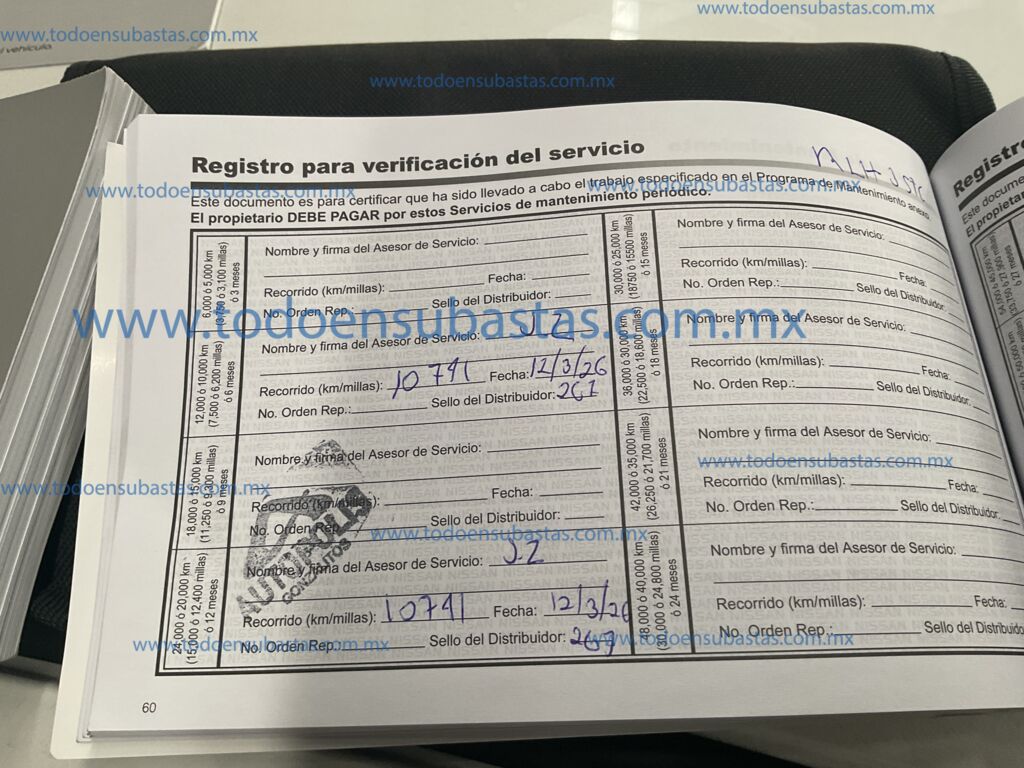 www.todoensubastas.com.mx
www.todoensubastas.com.mx
vehículo.
www.todoensubastas.com.mx
Registro para verificación del servicio
www.todoensubastas.com.mx
www.todoensubastas.com.mx
Este documento es para certificar que ha sido llevado a cabo el trabajo especificado en el Programa de Mantenimiento anexo
El propietario DEBE PAGAR por estos Servicios de mantenimiento periódico.
6,000 ó 5,000 km
(3,750 ó 3,100 millas)
ó 3 meses
Nombre y firma del Asesor de Servicio:
Recorrido (km/millas): Fecha:
No. Orden Rep.: Sello del Distribuidor:
www.todoensubastas.com.mx
12,000 ó 10,000 km
(7,500 ó 6,200 millas)
ó 6 meses
Nombre y firma del Asesor de Servicio: J.Z
Recorrido (km/millas): 10791 Fecha: 12/3/26
No. Orden Rep.: Sello del Distribuidor:
18,000 ó 15,000 km
(11,250 ó 9,300 millas)
ó 9 meses
Nombre y firma del Asesor de Servicio:
Recorrido (km/millas): Fecha:
No. Orden Rep. Sello del Distribuidor:
www.todoensubastas.com.mx
www.todoensubastas.com.mx
24,000 ó 20,000 km
(15,000 ó 12,400 millas)
ó 12 meses
Nombre y firma del Asesor de Servicio: J.Z
Recorrido (km/millas): 10791 Fecha: 12/3/26
No. Orden Rep.: Sello del Distribuidor:
www.todoensubastas.com.mx
30,000 ó 25,000 km
(18750 ó 15500 millas)
ó 15 meses
Nombre y firma del Asesor de Servicio:
Recorrido (km/millas): Fecha:
No. Orden Rep.: Sello del Distribuidor:
36,000 ó 30,000 km
(22,500 ó 18,600 millas)
ó 18 meses
Nombre y firma del Asesor de Servicio:
Recorrido (km/millas): Fecha:
No. Orden Rep.: Sello del Distribuidor:
42,000 ó 35,000 km
(26,250 ó 21,700 millas)
ó 21 meses
Nombre y firma del Asesor de Servicio:
www.todoensubastas.com.mx
Recorrido (km/millas): Fecha:
No. Orden Rep.: Sello del Distribuidor:
48,000 ó 40,000 km
(30,000 ó 24,800 millas)
ó 24 meses
Nombre y firma del Asesor de Servicio:
Recorrido (km/millas): Fecha:
No. Orden Rep.: Sello del Distribuidor:
www.todoensubastas.com.mx
60